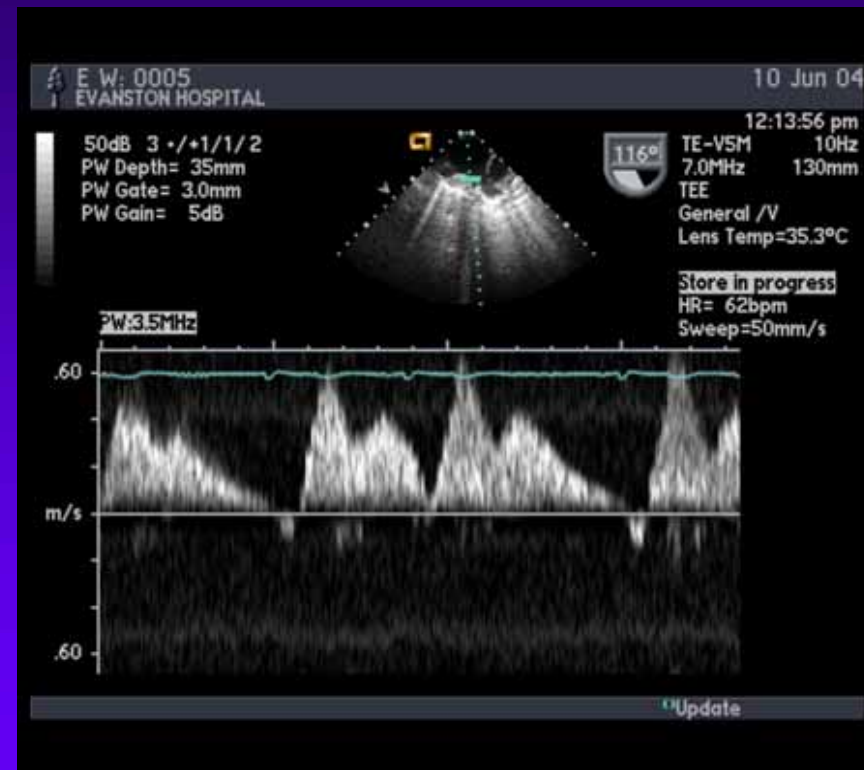 E W: 0005
EVANSTON HOSPITAL
10 Jun 04
12:13:56 pm
50dB 3 •/+1/1/2
PW Depth= 35mm
PW Gate= 3.0mm
PW Gain= 5dB
116º
TE-V5M 10Hz
7.0MHz 130mm
TEE
General /V
Lens Temp=35.3ºC
Store in progress
HR= 62bpm
Sweep=50mm/s
PW:3.5MHz
.60
m/s
.60
Update